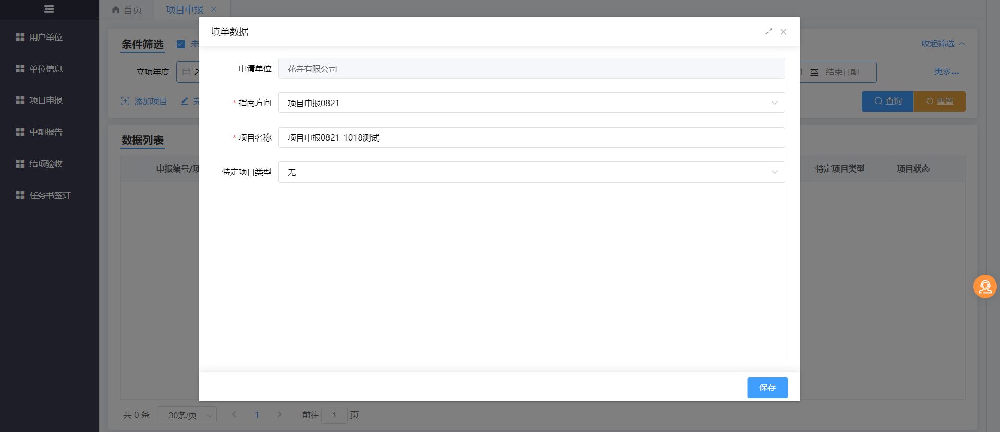 首页
项目申报
用户单位
单位信息
项目申报
中期报告
结项验收
任务书签订
条件筛选
未
收起筛选
立项年度
2
至
结束日期
更多...
添加项目
查询
重置
数据列表
申报编号/项
特定项目类型
项目状态
填单数据
申请单位
花卉有限公司
* 指南方向
项目申报0821
* 项目名称
项目申报0821-1018测试
特定项目类型
无
保存
共 0 条
30条/页
1
前往
1
页